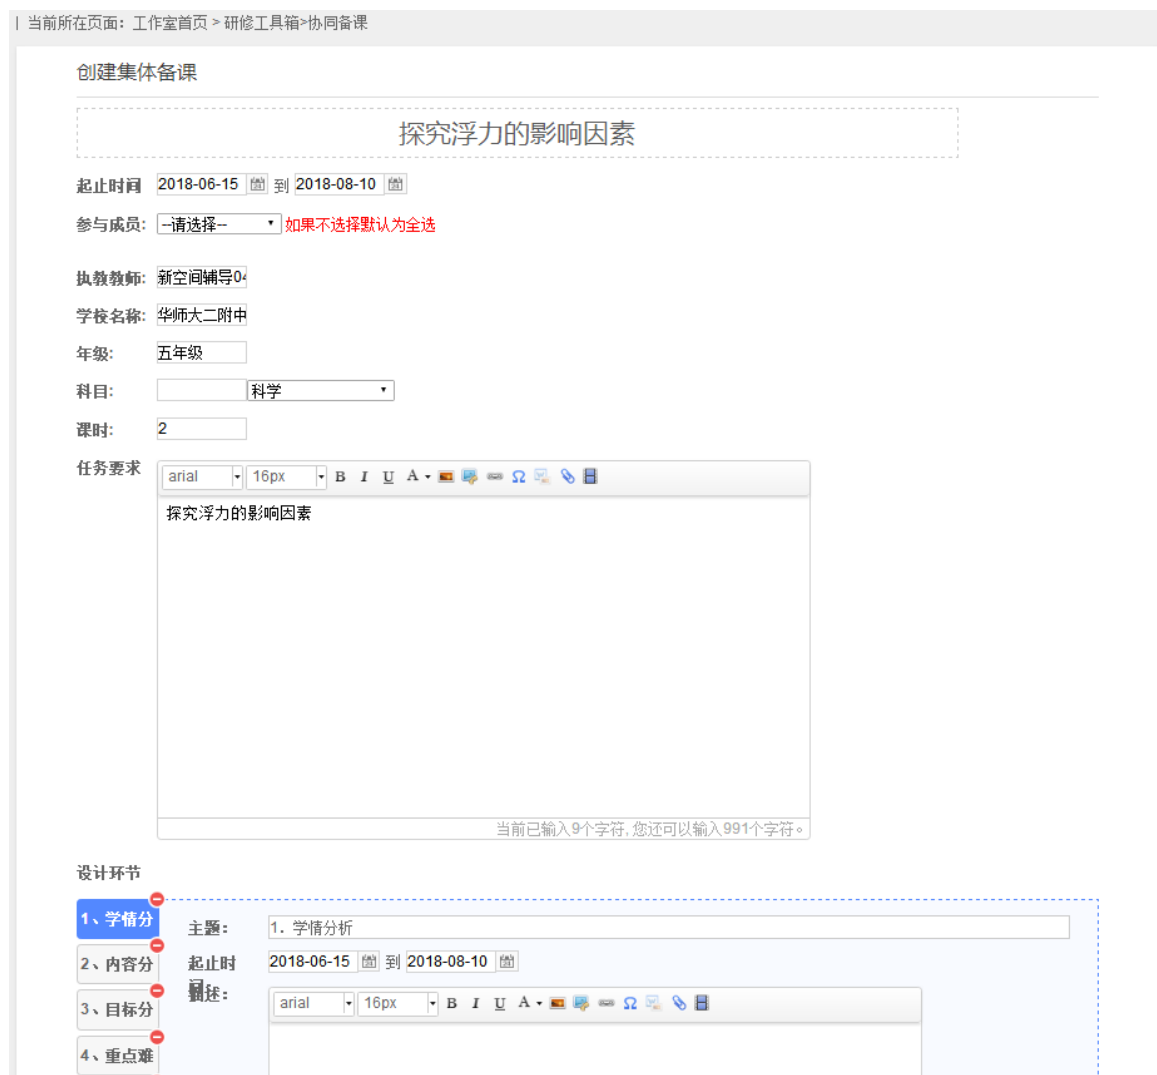 | 当前所在页面：工作室首页 > 研修工具箱>协同备课
创建集体备课
探究浮力的影响因素
起止时间 2018-06-15 到 2018-08-10
参与成员: --请选择-- 如果不选择默认为全选
执教教师: 新空间辅导04
学校名称: 华师大二附中
年级: 五年级
科目: 科学
课时: 2
任务要求
arial 16px B I U A Ω
探究浮力的影响因素
当前已输入9个字符, 您还可以输入991个字符。
设计环节
1、学情分
主题: 1. 学情分析
2、内容分
起止时间: 2018-06-15 到 2018-08-10
描述:
arial 16px B I U A Ω
3、目标分
4、重点难